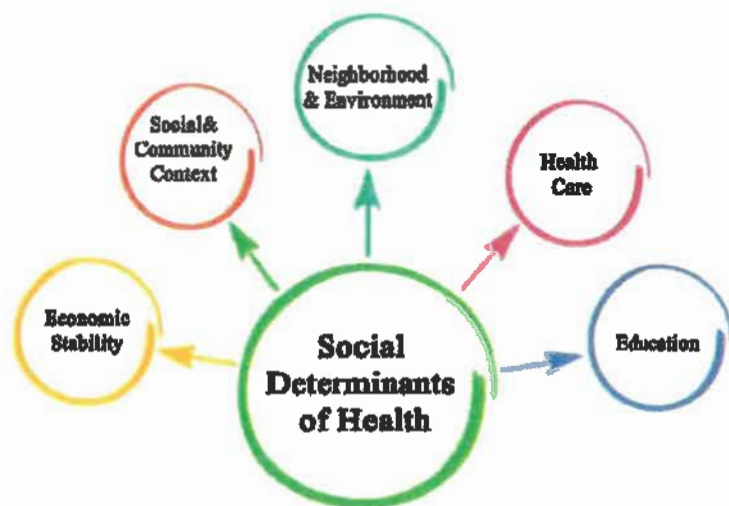 Neighborhood
& Environment
Social&
Community
Context
Health
Care
Economic
Stability
Social
Determinants
of Health
Education